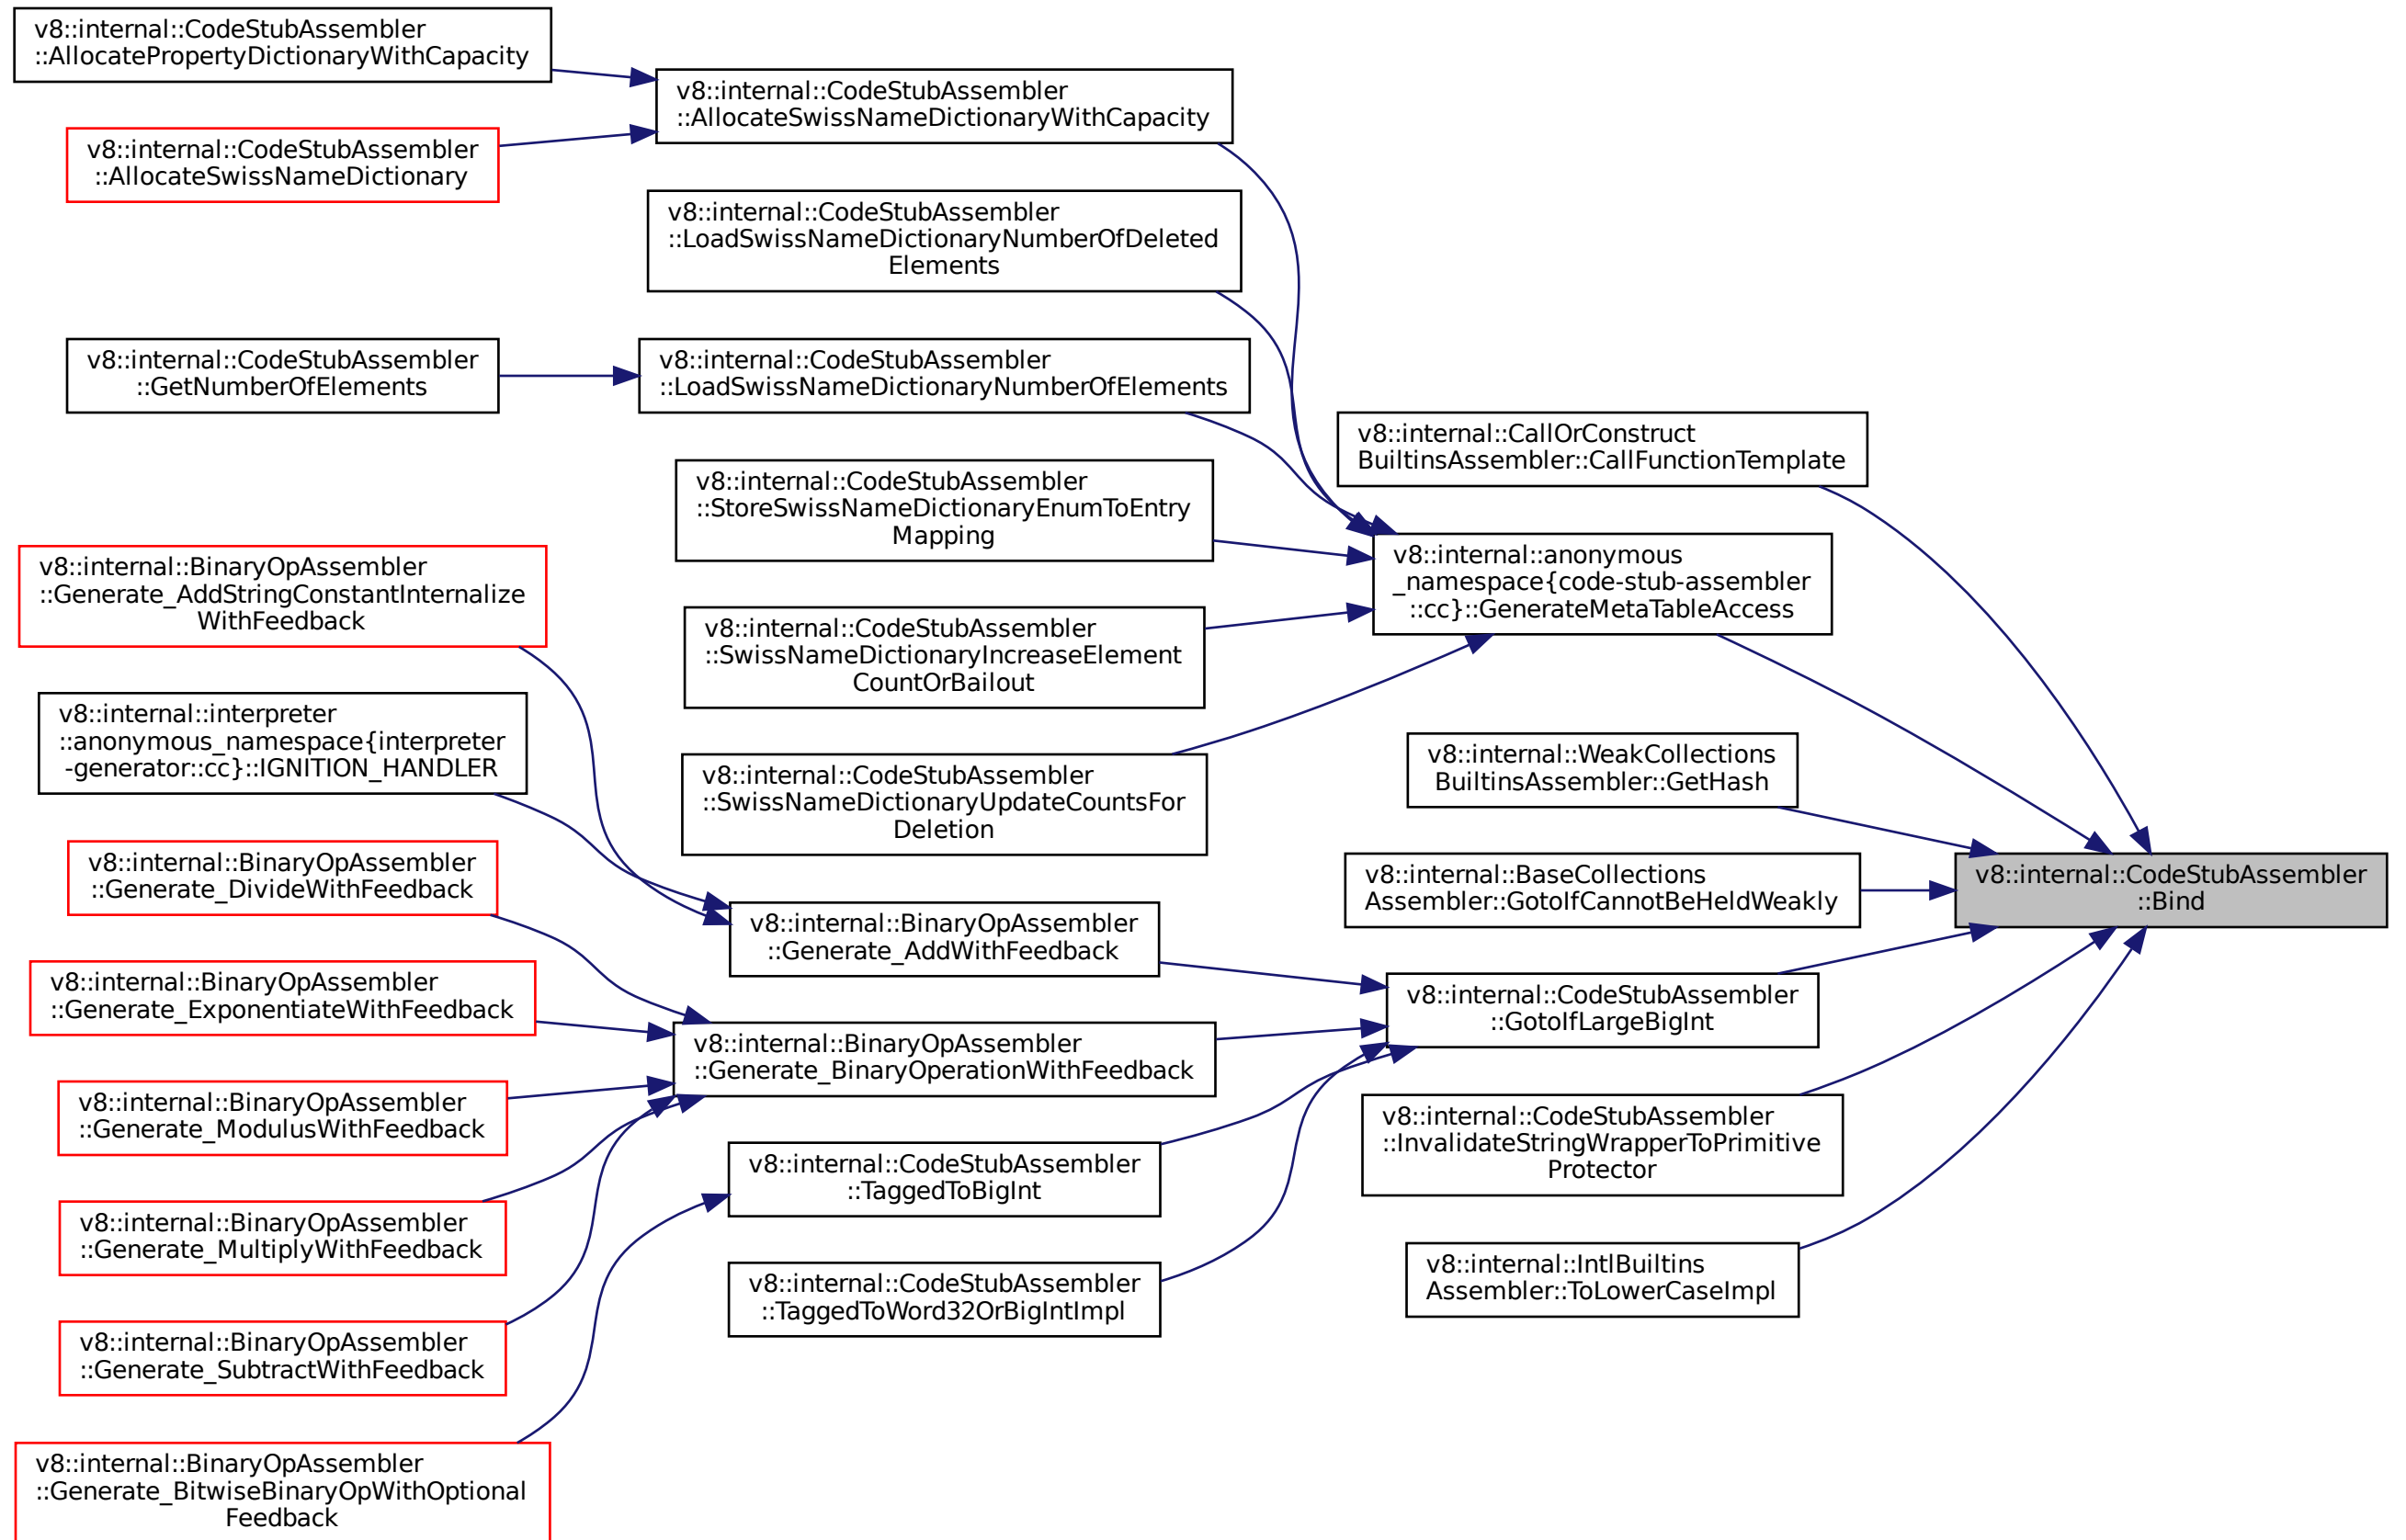 v8::internal::CodeStubAssembler
::AllocatePropertyDictionaryWithCapacity
v8::internal::CodeStubAssembler
::AllocateSwissNameDictionary
v8::internal::CodeStubAssembler
::GetNumberOfElements
v8::internal::BinaryOpAssembler
::Generate_AddStringConstantInternalize
WithFeedback
v8::internal::interpreter
::anonymous_namespace{interpreter
-generator::cc}::IGNITION_HANDLER
v8::internal::BinaryOpAssembler
::Generate_DivideWithFeedback
v8::internal::BinaryOpAssembler
::Generate_ExponentiateWithFeedback
v8::internal::BinaryOpAssembler
::Generate_ModulusWithFeedback
v8::internal::BinaryOpAssembler
::Generate_MultiplyWithFeedback
v8::internal::BinaryOpAssembler
::Generate_SubtractWithFeedback
v8::internal::BinaryOpAssembler
::Generate_BitwiseBinaryOpWithOptional
Feedback
v8::internal::CodeStubAssembler
::AllocateSwissNameDictionaryWithCapacity
v8::internal::CodeStubAssembler
::LoadSwissNameDictionaryNumberOfDeleted
Elements
v8::internal::CodeStubAssembler
::LoadSwissNameDictionaryNumberOfElements
v8::internal::CodeStubAssembler
::StoreSwissNameDictionaryEnumToEntry
Mapping
v8::internal::CodeStubAssembler
::SwissNameDictionaryIncreaseElement
CountOrBailout
v8::internal::CodeStubAssembler
::SwissNameDictionaryUpdateCountsFor
Deletion
v8::internal::BinaryOpAssembler
::Generate_AddWithFeedback
v8::internal::BinaryOpAssembler
::Generate_BinaryOperationWithFeedback
v8::internal::CodeStubAssembler
::TaggedToBigInt
v8::internal::CodeStubAssembler
::TaggedToWord32OrBigIntImpl
v8::internal::CallOrConstruct
BuiltinsAssembler::CallFunctionTemplate
v8::internal::anonymous
_namespace{code-stub-assembler
::cc}::GenerateMetaTableAccess
v8::internal::WeakCollections
BuiltinsAssembler::GetHash
v8::internal::BaseCollections
Assembler::GotoIfCannotBeHeldWeakly
v8::internal::CodeStubAssembler
::GotoIfLargeBigInt
v8::internal::CodeStubAssembler
::InvalidateStringWrapperToPrimitive
Protector
v8::internal::IntlBuiltins
Assembler::ToLowerCaseImpl
v8::internal::CodeStubAssembler
::Bind